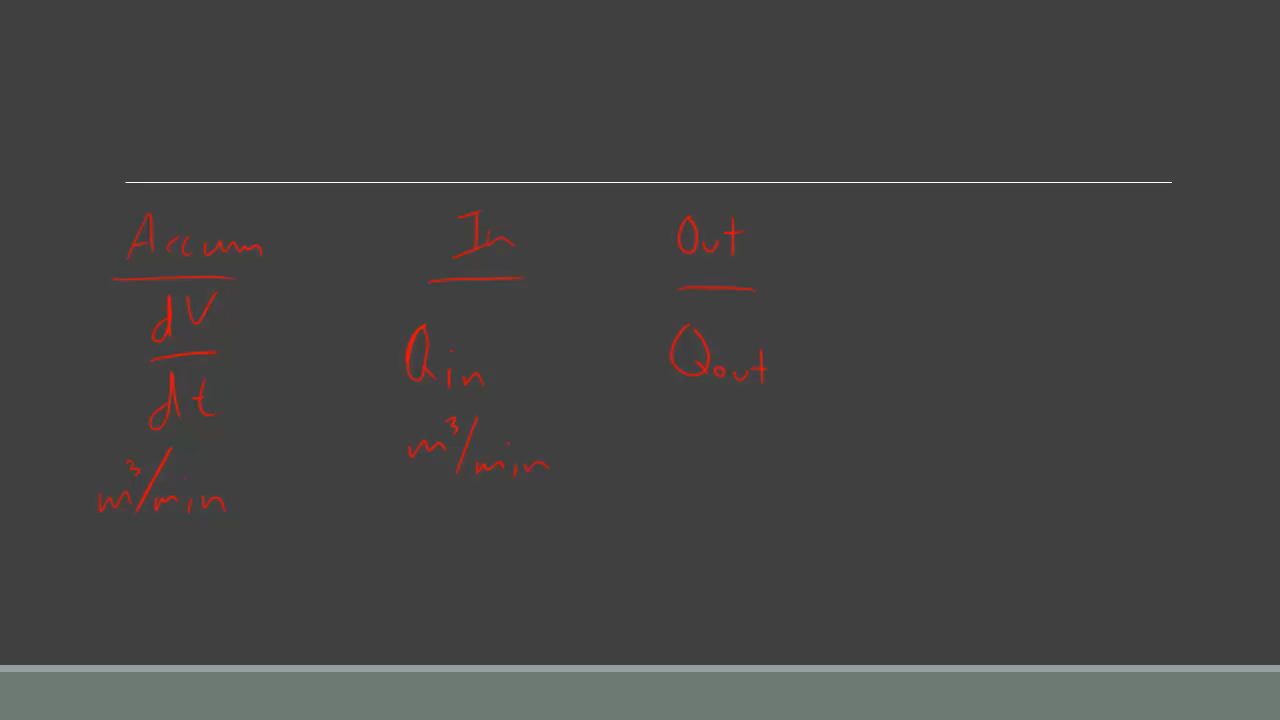 Accum In Out
dV
dt
Qin Qout
m³/min
m³/min